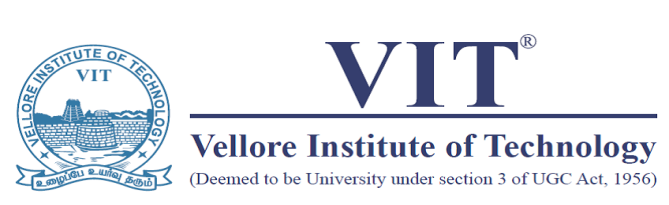 VELLORE INSTITUTE OF TECHNOLOGY
VIT
உழைப்பே உயர்வு தரும்
VIT®
Vellore Institute of Technology
(Deemed to be University under section 3 of UGC Act, 1956)